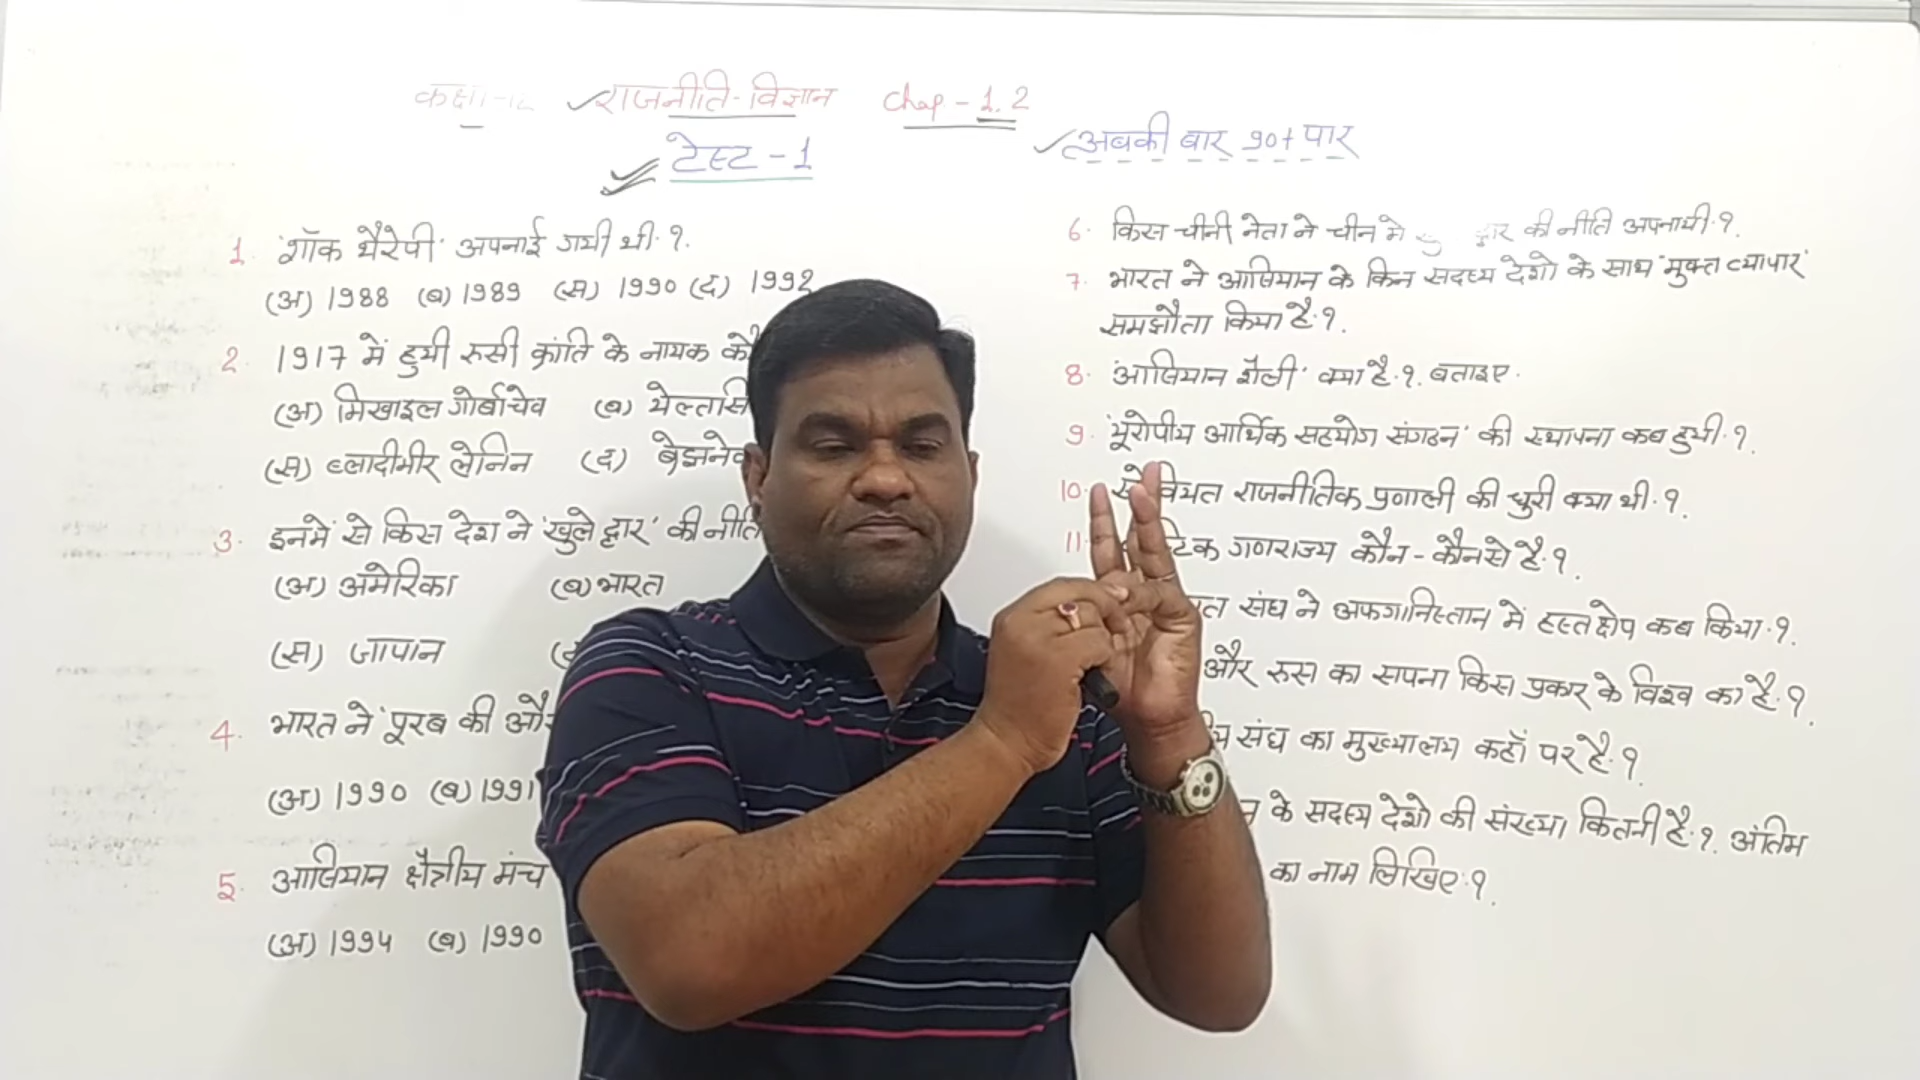 कक्षा-12 राजनीति-विज्ञान Chap - 1.2
टेस्ट - 1
अबकी बार 90+ पार
1. 'शॉक थैरेपी' अपनाई गयी थी.?.
(अ) 1988 (ब) 1989 (स) 1990 (द) 1992
2. 1917 में हुयी रुसी क्रांति के नायक
(अ) मिखाइल गोर्बाचेव (ब)
(स) व्लादीमीर लेनिन (द)
3. इनमें से किस देश ने 'खुले द्वार' की
(अ) अमेरिका (ब) भारत
(स) जापान
4. भारत ने 'पूरब की
(अ) 1990 (ब) 1991
5. आसियान क्षैत्रीय मंच
(अ) 1994 (ब) 1990
6. किस चीनी नेता ने चीन मे द्वार की नीति अपनायी.?.
7. भारत ने आसियान के किन सदस्य देशो के साथ 'मुक्त व्यापार'
समझौता किया है.?.
8. 'आसियान शैली' क्या है.?. बताइए.
9. 'यूरोपीय आर्थिक सहयोग संगठन' की स्थापना कब हुयी.?.
10. राजनीतिक प्रणाली की धुरी क्या थी.?.
11. गणराज्य कौन - कौनसे है.?.
संघ ने अफगानिस्तान में हस्तक्षेप कब किया.?.
और रुस का सपना किस प्रकार के विश्व का है.?.
संघ का मुख्यालय कहाँ पर है.?.
के सदस्य देशो की संख्या कितनी है.?. अंतिम
का नाम लिखिए.?.